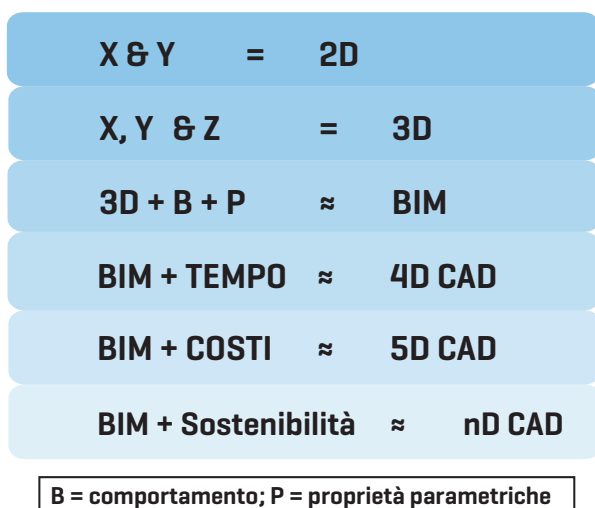 X & Y = 2D
X, Y & Z = 3D
3D + B + P ≈ BIM
BIM + TEMPO ≈ 4D CAD
BIM + COSTI ≈ 5D CAD
BIM + Sostenibilità ≈ nD CAD
B = comportamento; P = proprietà parametriche